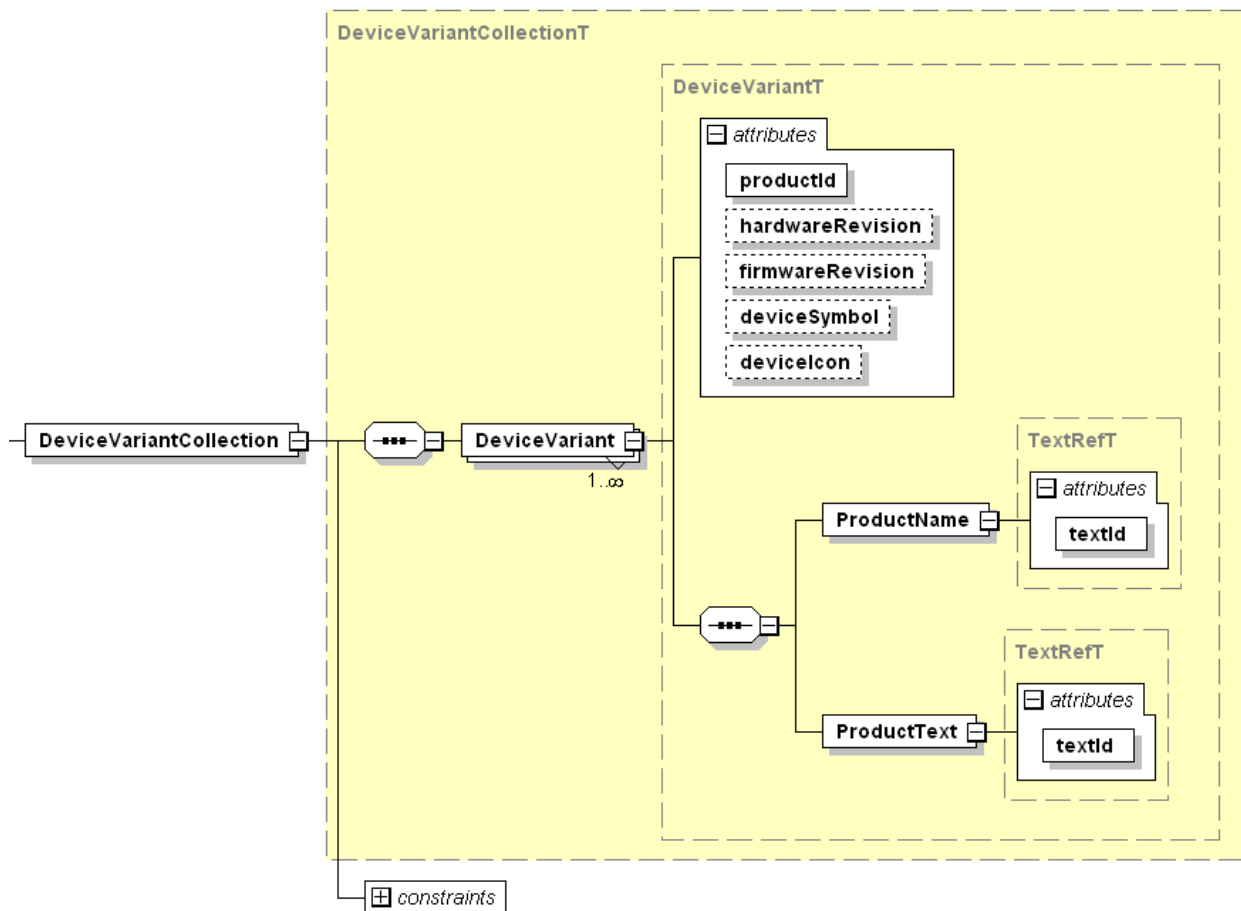 DeviceVariantCollectionT
DeviceVariantT
attributes
productId
hardwareRevision
firmwareRevision
deviceSymbol
deviceIcon
DeviceVariantCollection
DeviceVariant
1..∞
TextRefT
attributes
ProductName
textId
TextRefT
attributes
ProductText
textId
constraints